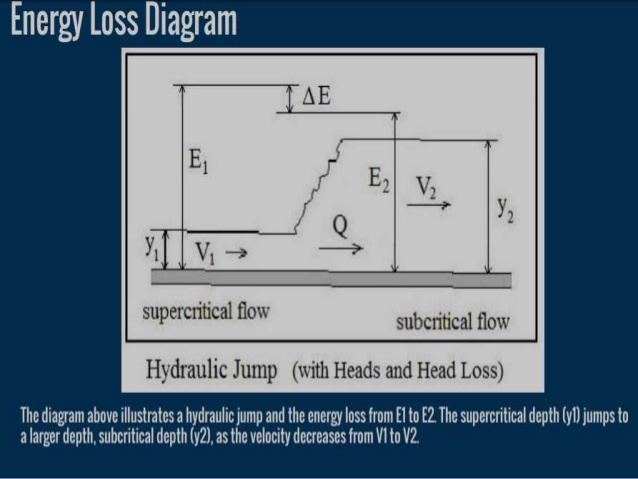 Energy Loss Diagram
ΔE
E1
E2
V2
y2
Q
y1
V1
supercritical flow
subcritical flow
Hydraulic Jump (with Heads and Head Loss)
The diagram above illustrates a hydraulic jump and the energy loss from E1 to E2. The supercritical depth (y1) jumps to
a larger depth, subcritical depth (y2), as the velocity decreases from V1 to V2.